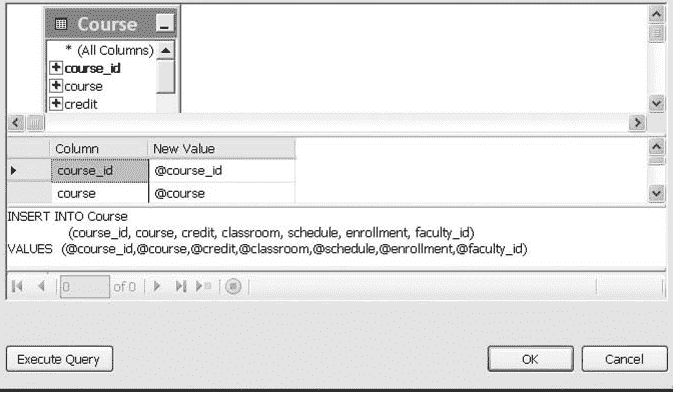 Course
* (All Columns)
course_id
course
credit
Column New Value
course_id @course_id
course @course
INSERT INTO Course
(course_id, course, credit, classroom, schedule, enrollment, faculty_id)
VALUES (@course_id,@course,@credit,@classroom,@schedule,@enrollment,@faculty_id)
0 of 0
Execute Query OK Cancel